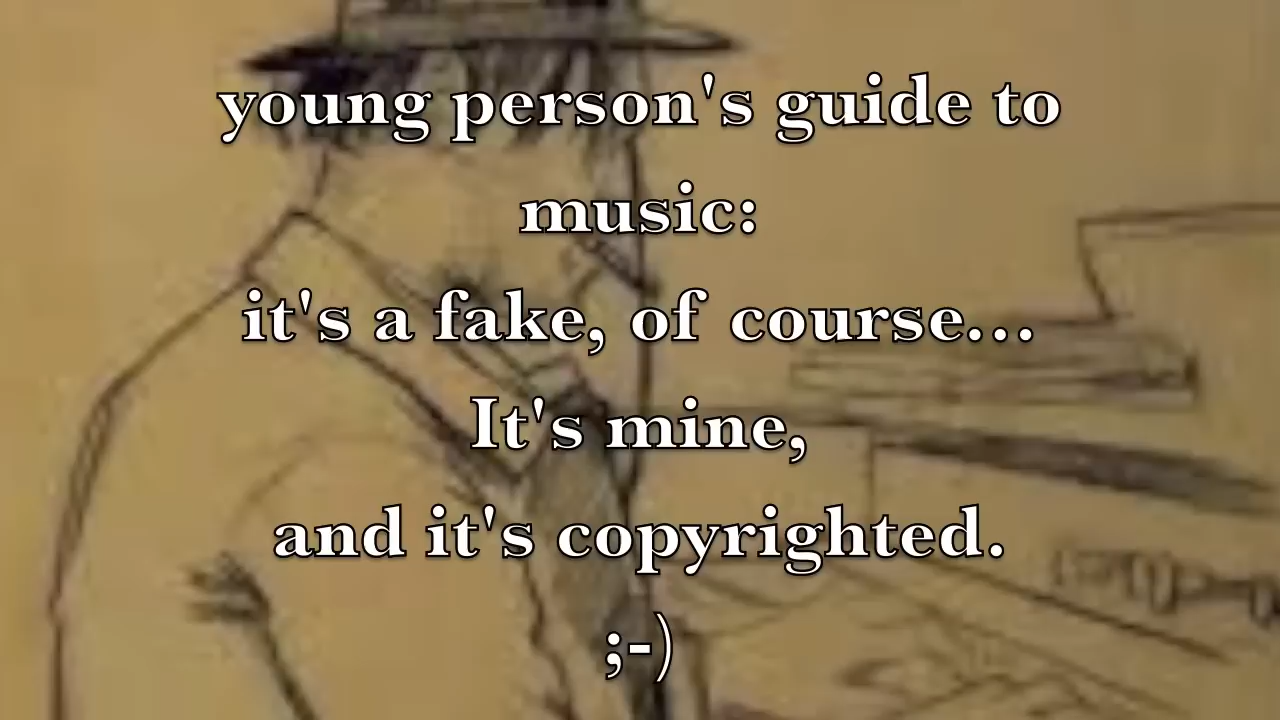 young person's guide to
music:
it's a fake, of course...
It's mine,
and it's copyrighted.
;-)